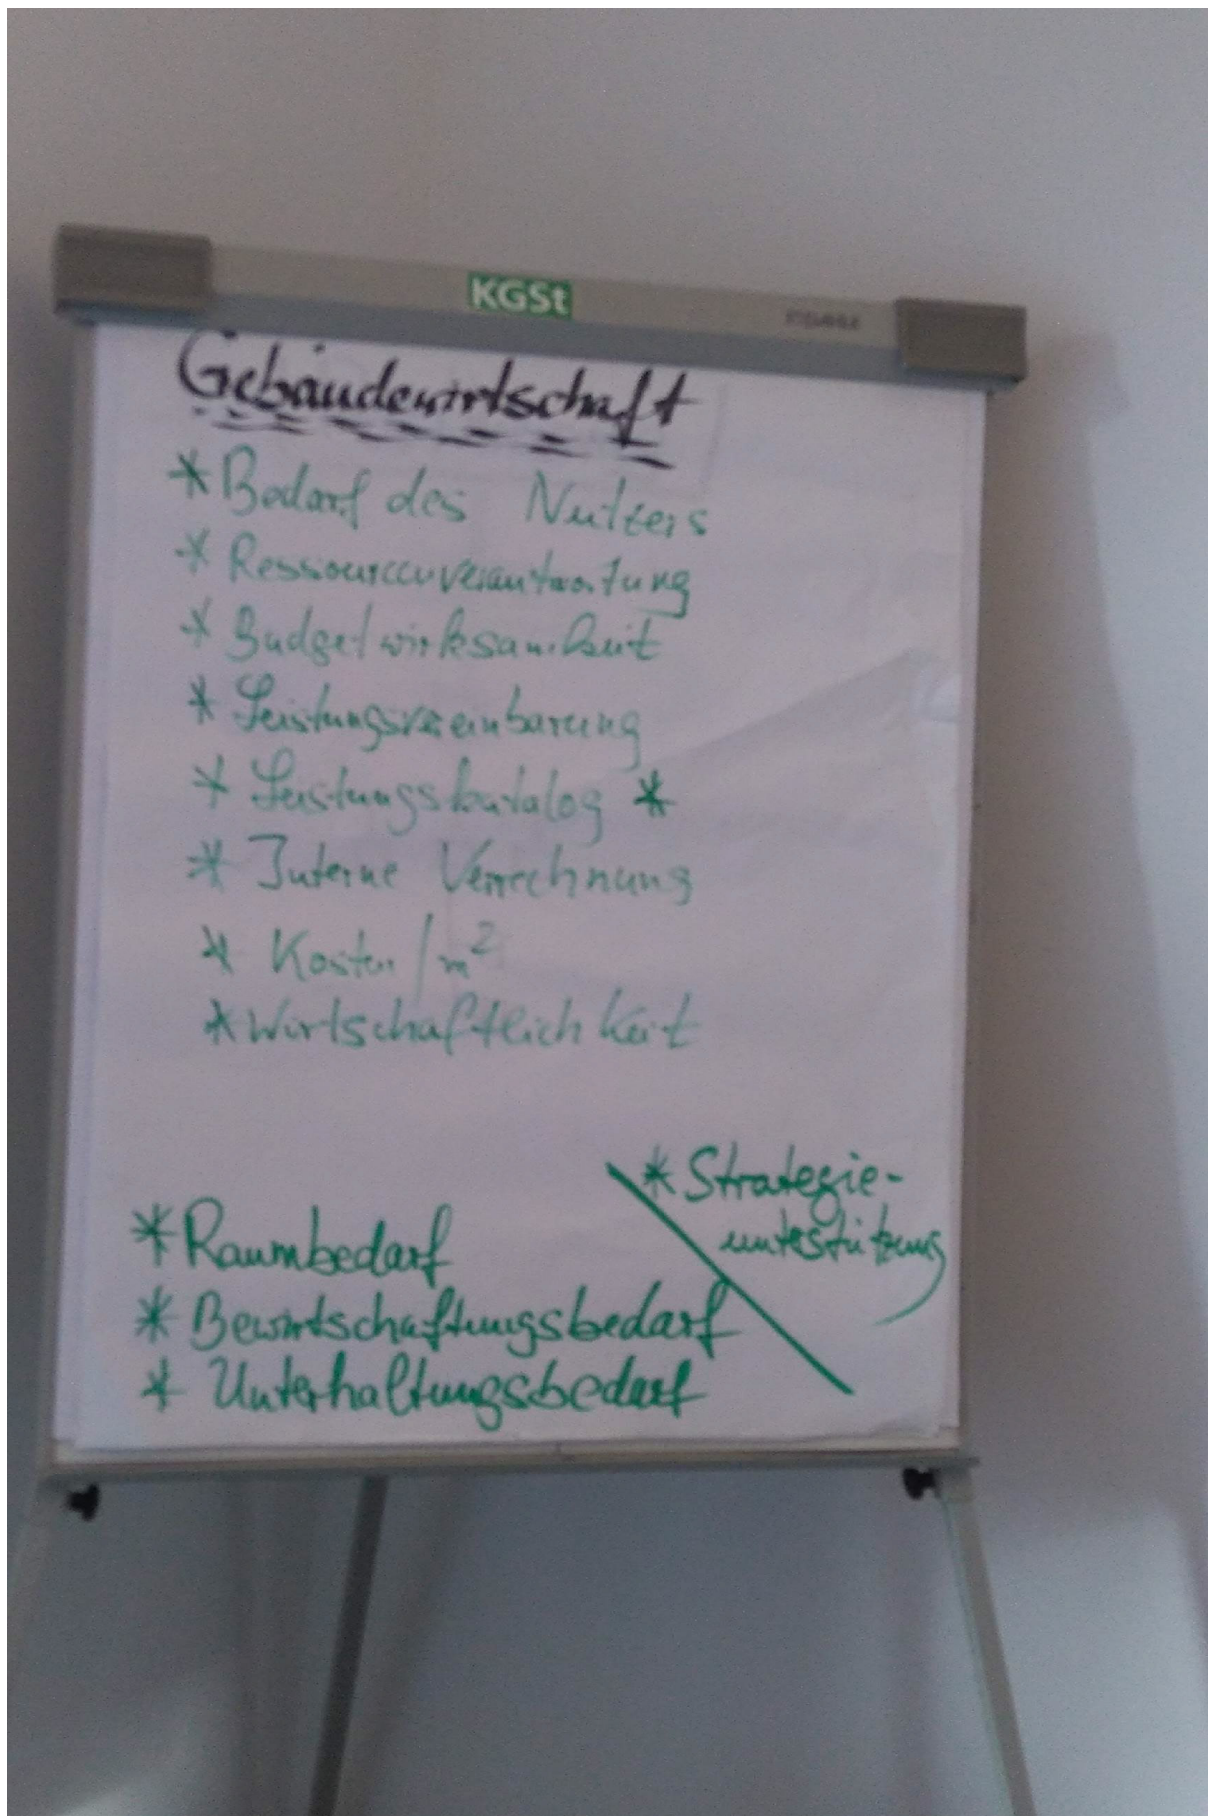 KGSt
Gebäudewirtschaft
* Bedarf des Nutzers
* Ressourcenverantwortung
* Budgetwirksamkeit
* Leistungsvereinbarung
* Leistungskatalog *
* Interne Verrechnung
* Kosten/m²
* Wirtschaftlichkeit
* Strategie-
unterstützung
* Raumbedarf
* Bewirtschaftungsbedarf
* Unterhaltungsbedarf